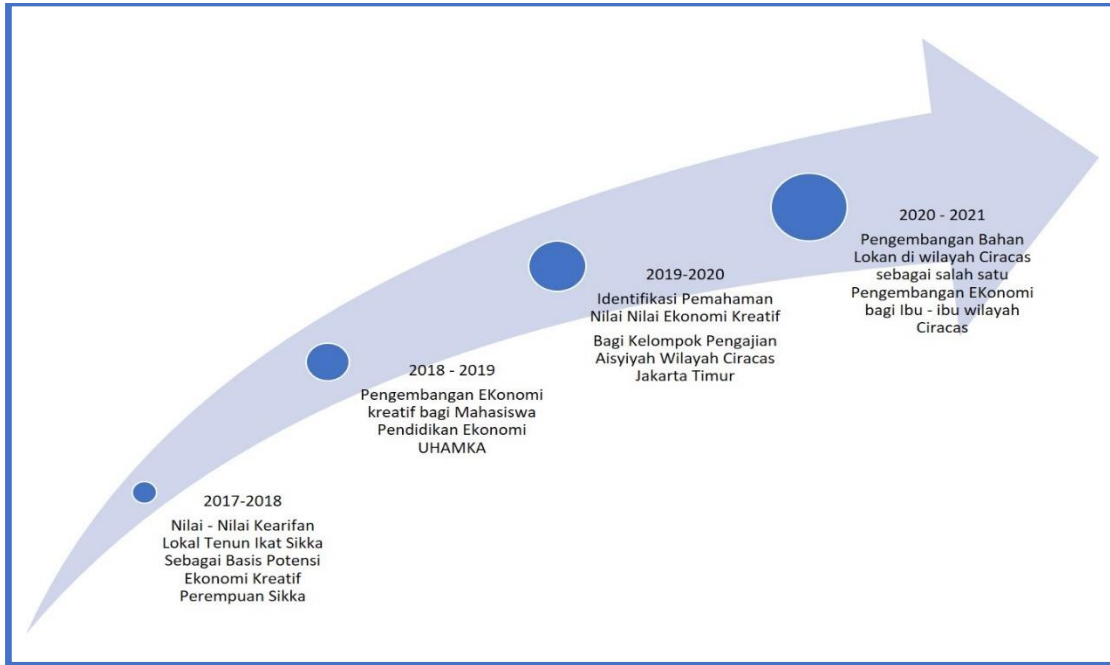 2017-2018
Nilai - Nilai Kearifan
Lokal Tenun Ikat Sikka
Sebagai Basis Potensi
Ekonomi Kreatif
Perempuan Sikka
2018 - 2019
Pengembangan EKonomi
kreatif bagi Mahasiswa
Pendidikan Ekonomi
UHAMKA
2019-2020
Identifikasi Pemahaman
Nilai Nilai Ekonomi Kreatif
Bagi Kelompok Pengajian
Aisyiyah Wilayah Ciracas
Jakarta Timur
2020 - 2021
Pengembangan Bahan
Lokan di wilayah Ciracas
sebagai salah satu
Pengembangan EKonomi
bagi Ibu - ibu wilayah
Ciracas